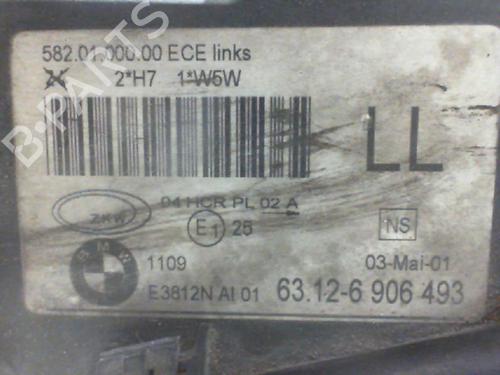 582.01.000.00 ECE links
2*H7 1*W5W
LL
04 HCR PL 02 A
ZKW
E1 25
NS
BMW
1109
03-Mai-01
E3812N AI 01
63.12-6 906 493
B-PARTS